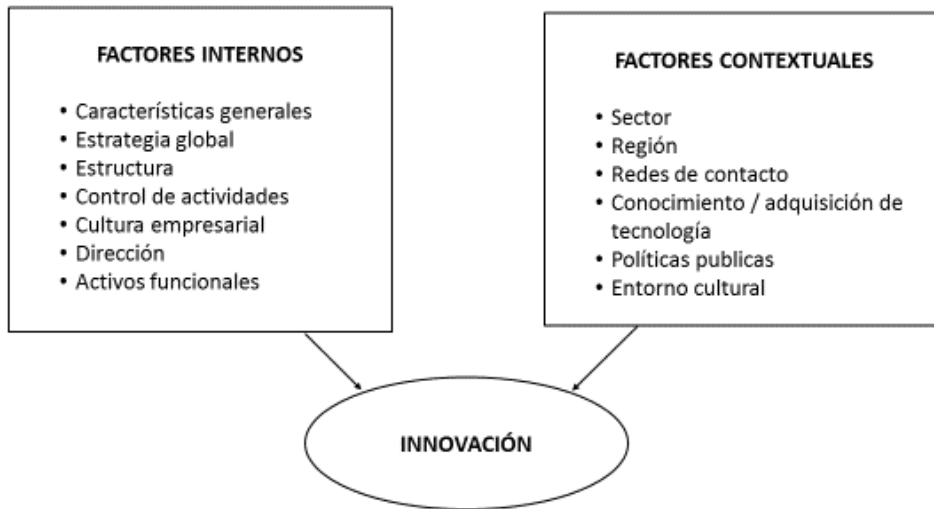 FACTORES INTERNOS
• Características generales
• Estrategia global
• Estructura
• Control de actividades
• Cultura empresarial
• Dirección
• Activos funcionales
FACTORES CONTEXTUALES
• Sector
• Región
• Redes de contacto
• Conocimiento / adquisición de
tecnología
• Políticas publicas
• Entorno cultural
INNOVACIÓN